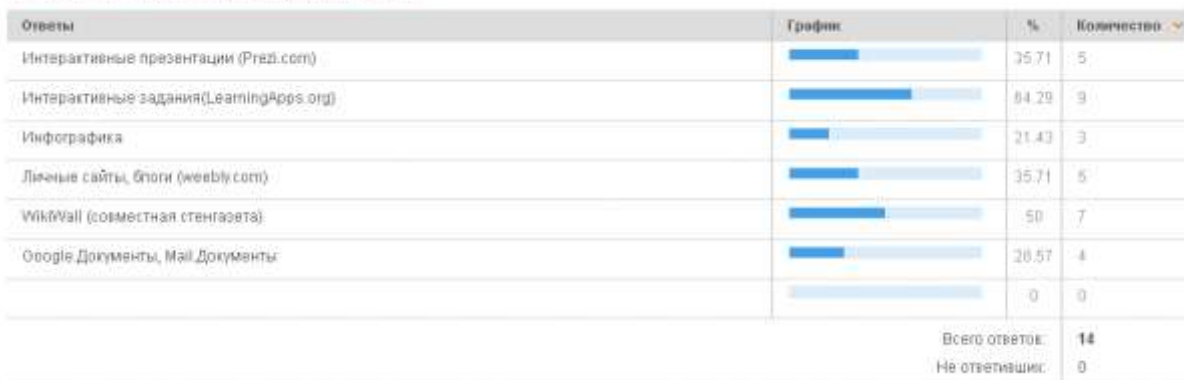 Ответы График % Количество
Интерактивные презентации (Prezi.com) 35.71 5
Интерактивные задания(LearningApps.org) 64.29 9
Инфографика 21.43 3
Личные сайты, блоги (weebly.com) 35.71 5
WikiWall (совместная стенгазета) 50 7
Google Документы, Mail Документы 28.57 4
0 0
Всего ответов: 14
Не ответивших: 0